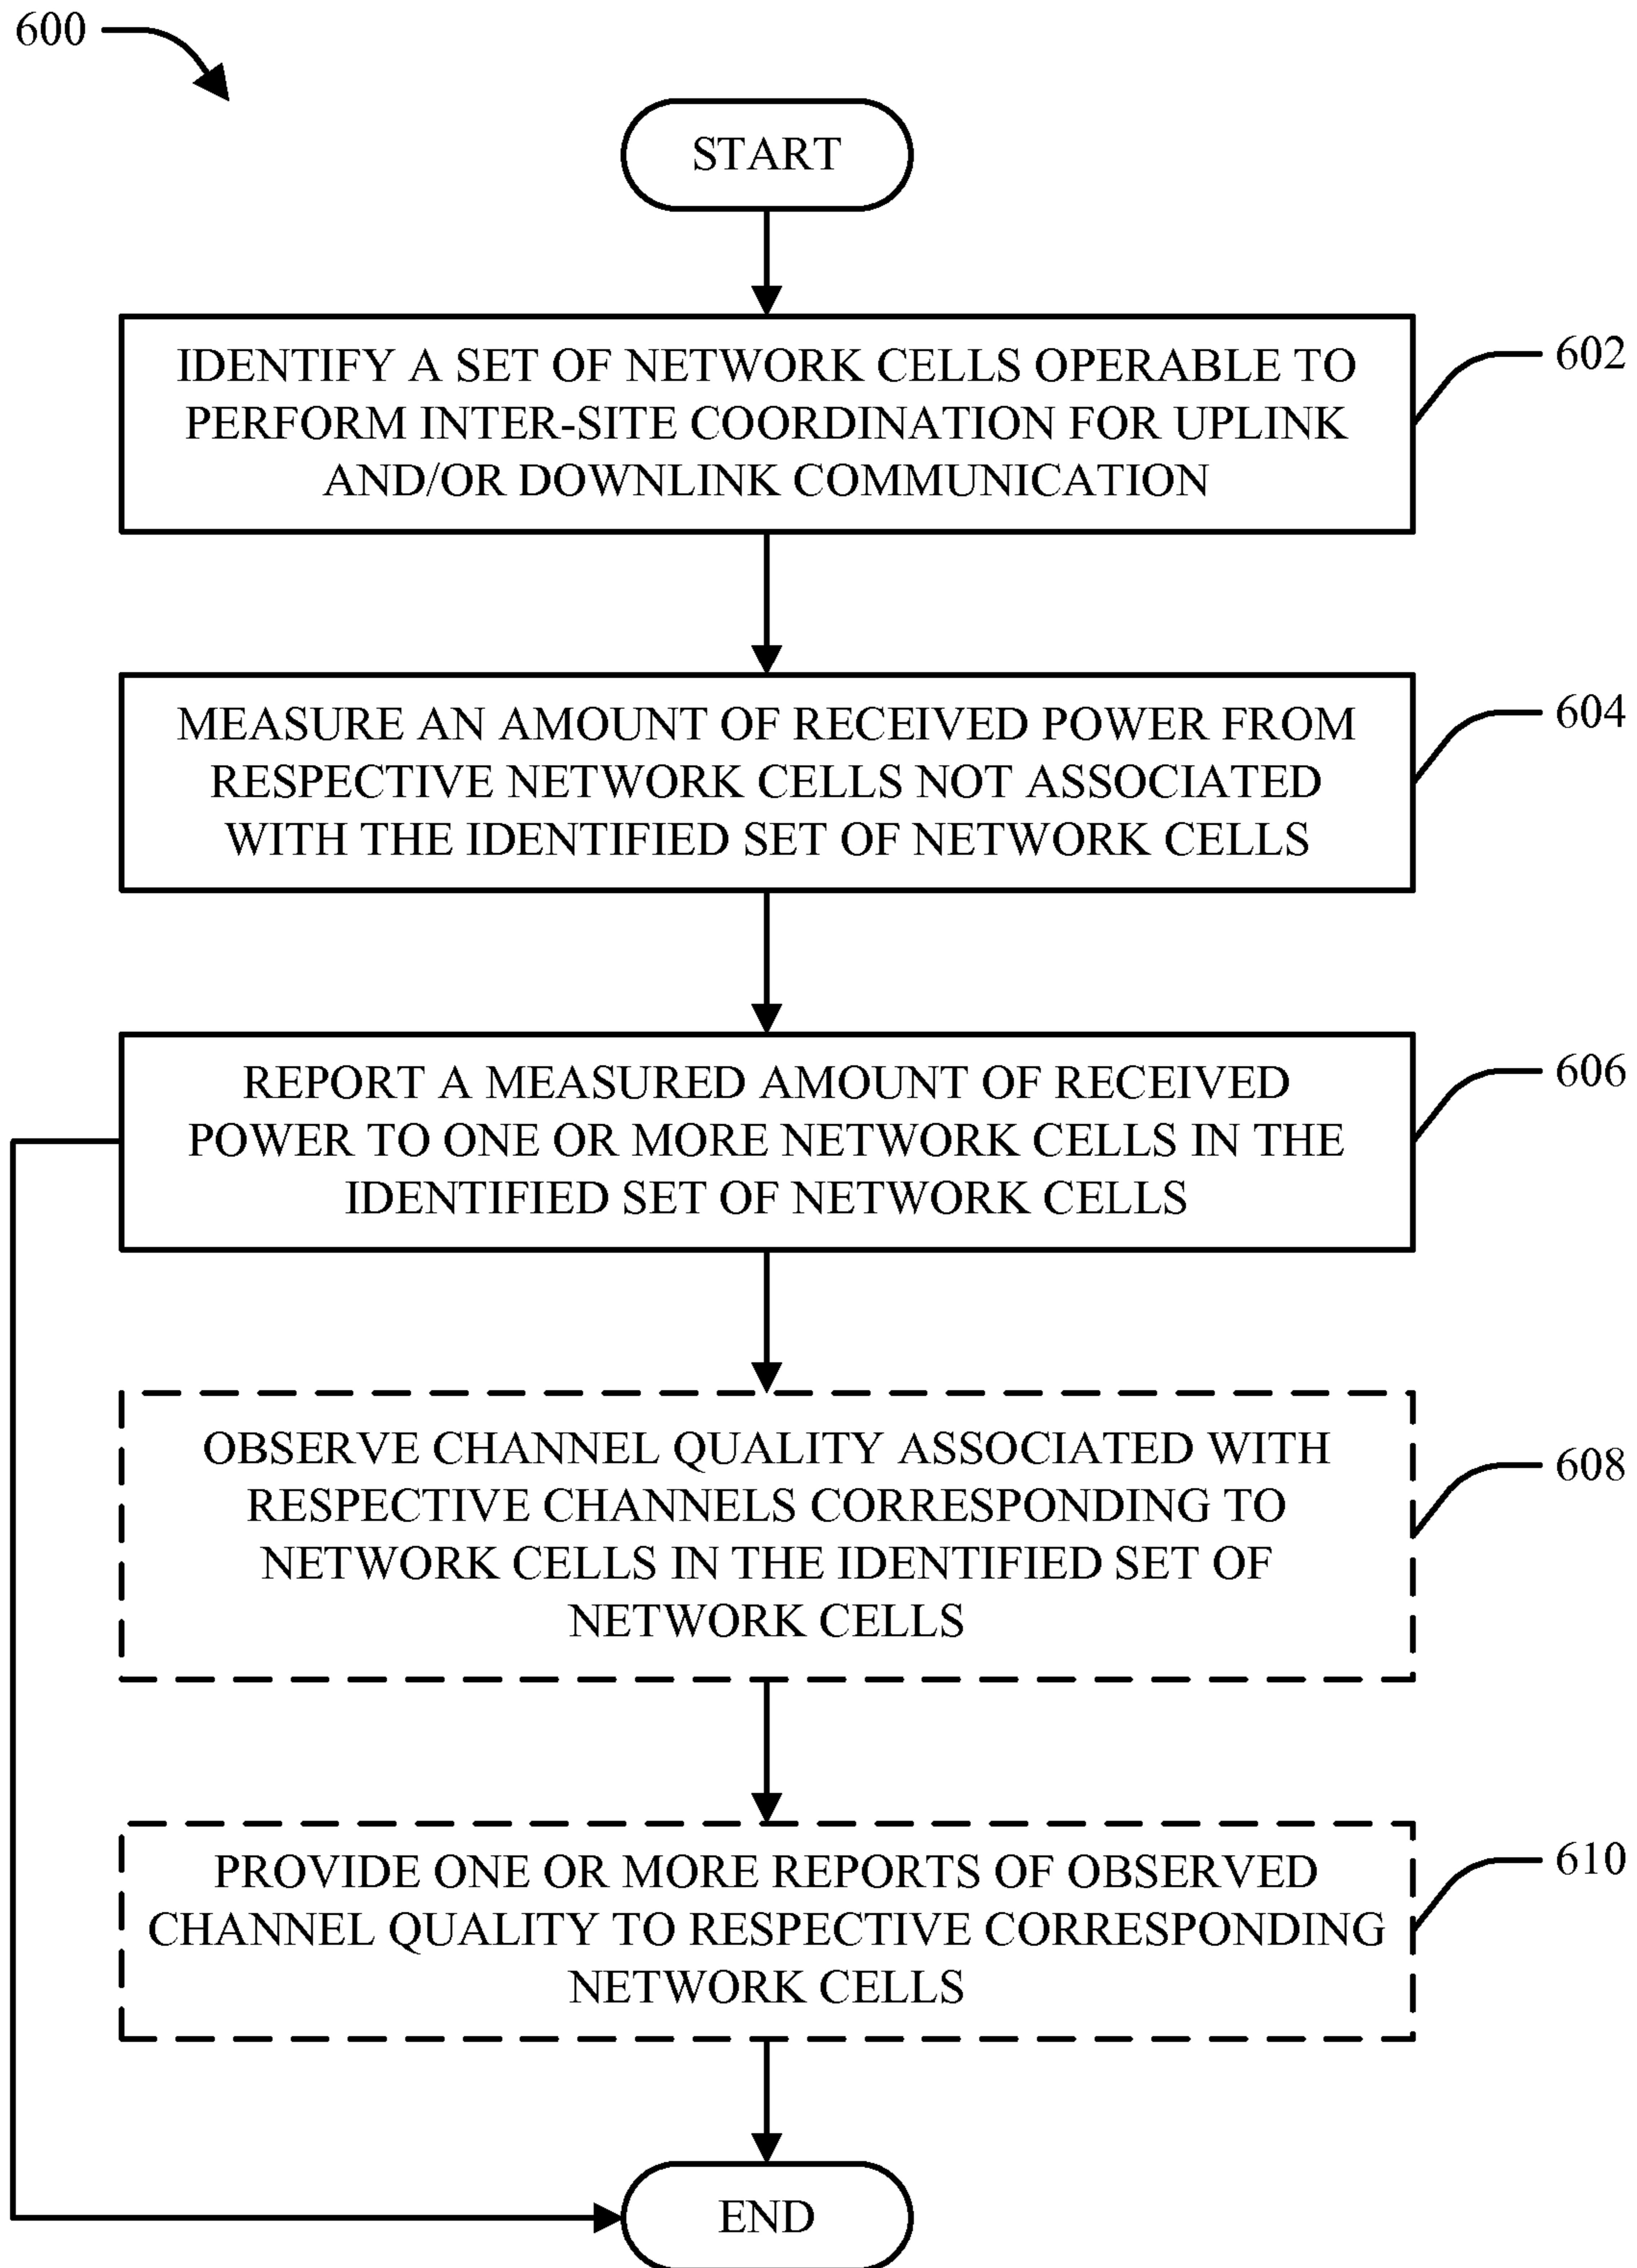 600
START
IDENTIFY A SET OF NETWORK CELLS OPERABLE TO
PERFORM INTER-SITE COORDINATION FOR UPLINK
AND/OR DOWNLINK COMMUNICATION
602
MEASURE AN AMOUNT OF RECEIVED POWER FROM
RESPECTIVE NETWORK CELLS NOT ASSOCIATED
WITH THE IDENTIFIED SET OF NETWORK CELLS
604
REPORT A MEASURED AMOUNT OF RECEIVED
POWER TO ONE OR MORE NETWORK CELLS IN THE
IDENTIFIED SET OF NETWORK CELLS
606
OBSERVE CHANNEL QUALITY ASSOCIATED WITH
RESPECTIVE CHANNELS CORRESPONDING TO
NETWORK CELLS IN THE IDENTIFIED SET OF
NETWORK CELLS
608
PROVIDE ONE OR MORE REPORTS OF OBSERVED
CHANNEL QUALITY TO RESPECTIVE CORRESPONDING
NETWORK CELLS
610
END